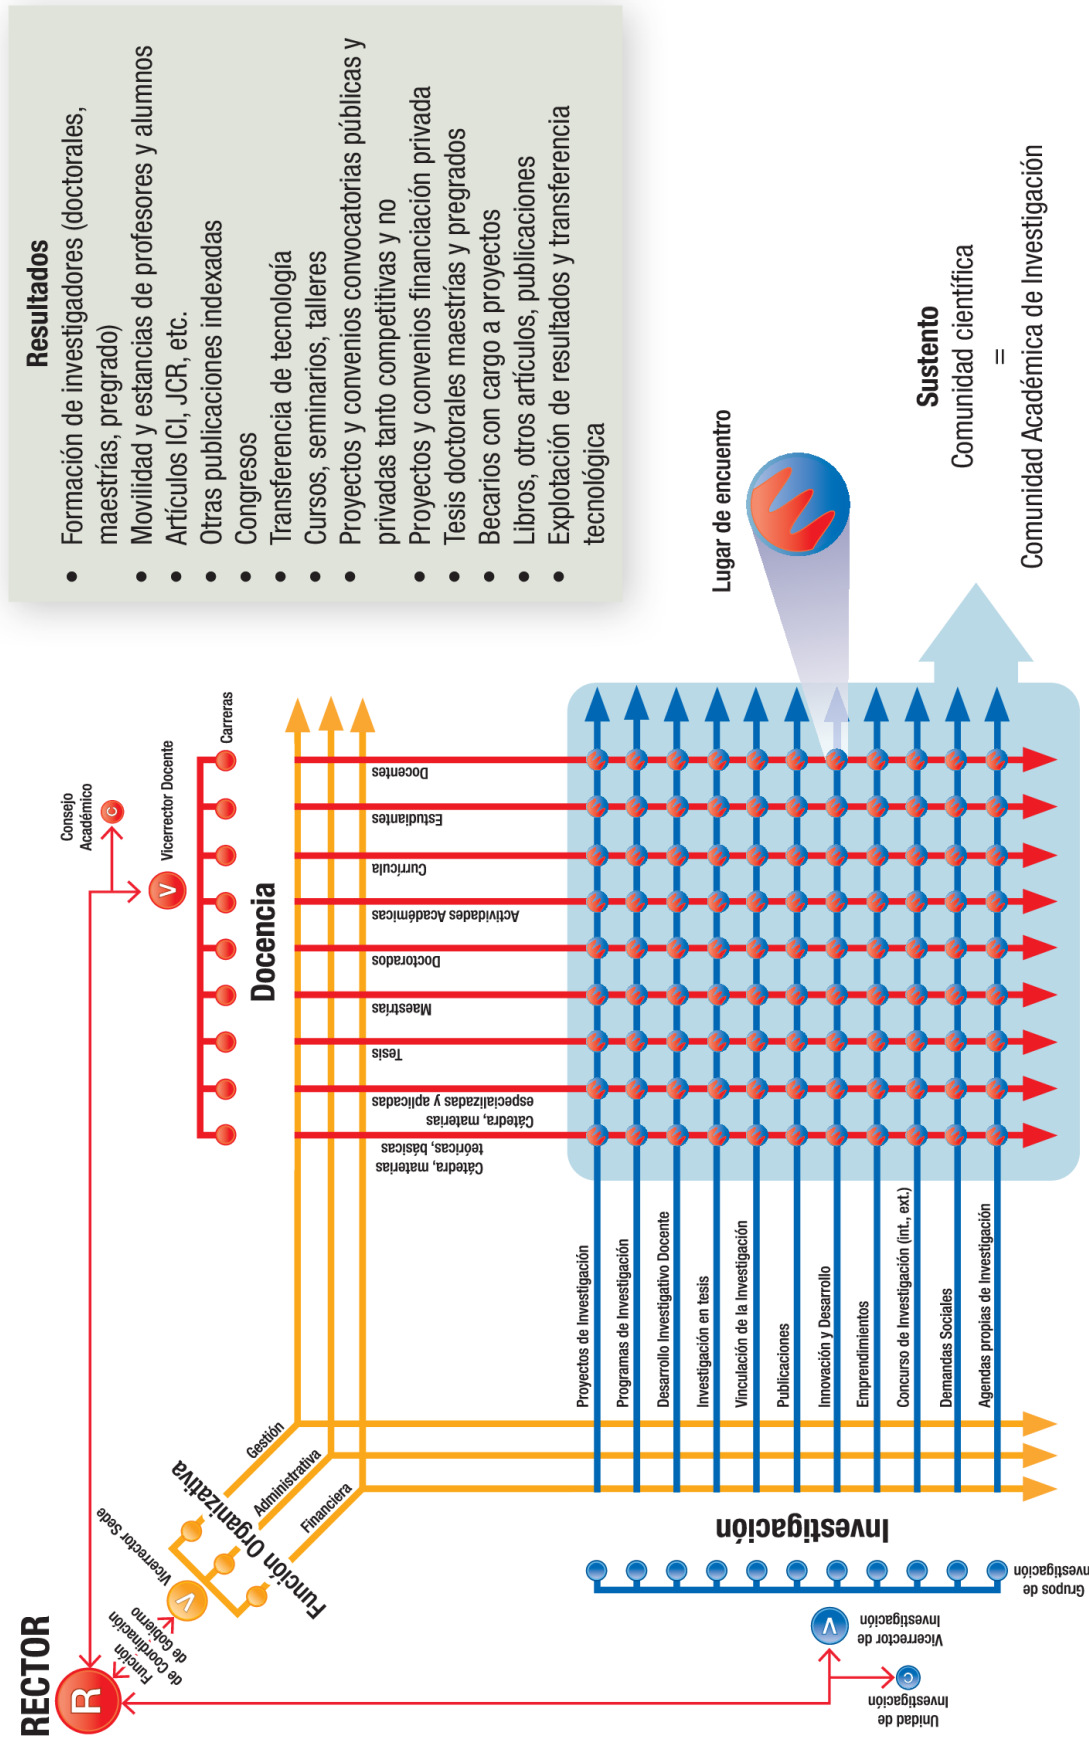 RECTOR
Función
de Coordinación
de Gobierno
R
Vicerrector Sede
V
Función Organizativa
Gestión
Administrativa
Financiera
Consejo
Académico
C
V
Vicerrector Docente
Carreras
Docencia
Cátedra, materias
teóricas, básicas,
Cátedra, materias
especializadas y aplicadas
Tesis
Maestrías
Doctorados
Actividades Académicas
Currícula
Estudiantes
Docentes
Resultados
• Formación de investigadores (doctorales,
maestrías, pregrado)
• Movilidad y estancias de profesores y alumnos
• Artículos ICI, JCR, etc.
• Otras publicaciones indexadas
• Congresos
• Transferencia de tecnología
• Cursos, seminarios, talleres
• Proyectos y convenios convocatorias públicas y
privadas tanto competitivas y no
• Proyectos y convenios financiación privada
• Tesis doctorales maestrías y pregrados
• Becarios con cargo a proyectos
• Libros, otros artículos, publicaciones
• Explotación de resultados y transferencia
tecnológica
Unidad de
Investigación
C
Vicerrector de
Investigación
V
Grupos de
Investigación
Proyectos de Investigación
Programas de Investigación
Desarrollo Investigativo Docente
Investigación en tesis
Vinculación de la Investigación
Publicaciones
Innovación y Desarrollo
Emprendimientos
Concurso de Investigación (int., ext.)
Demandas Sociales
Agendas propias de Investigación
Lugar de encuentro
Sustento
Comunidad científica
=
Comunidad Académica de Investigación